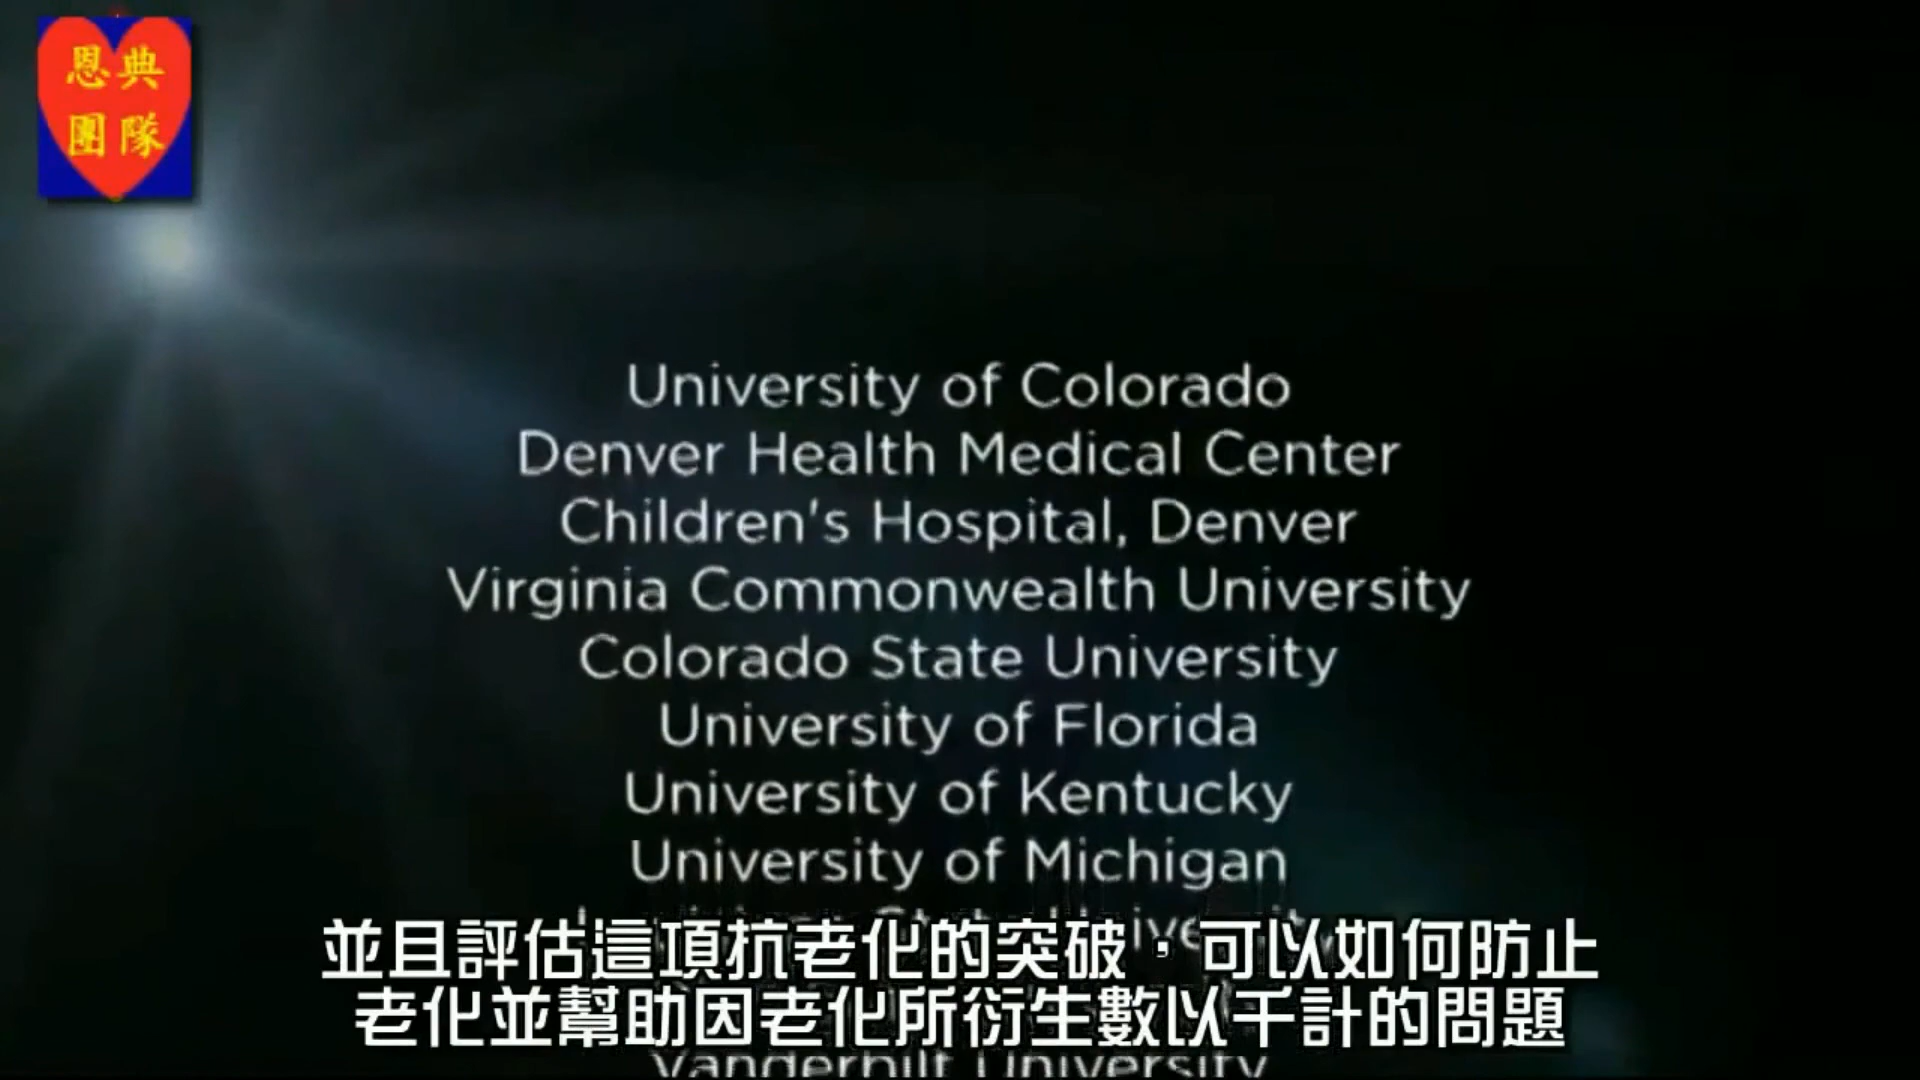 恩典
團隊
University of Colorado
Denver Health Medical Center
Children's Hospital, Denver
Virginia Commonwealth University
Colorado State University
University of Florida
University of Kentucky
University of Michigan
並且評估這項抗老化的突破，可以如何防止
老化並幫助因老化所衍生數以千計的問題
Vanderbilt University